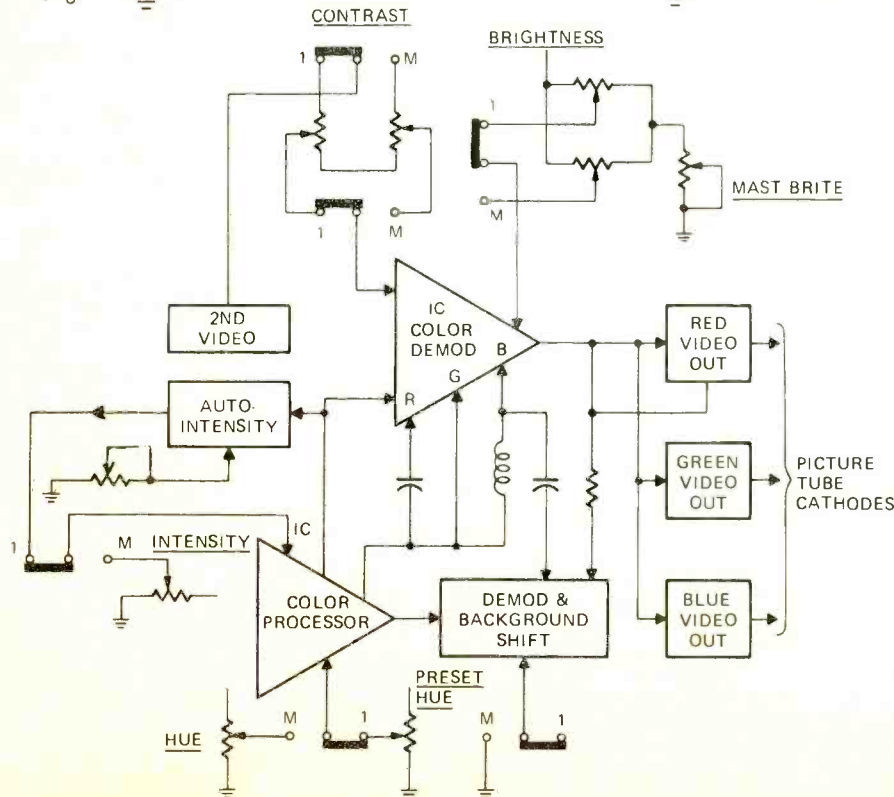 CONTRAST
BRIGHTNESS
1
M
1
M
MAST BRITE
1
M
2ND
VIDEO
IC
COLOR
DEMOD
R
G
B
RED
VIDEO
OUT
AUTO-
INTENSITY
GREEN
VIDEO
OUT
PICTURE
TUBE
CATHODES
1
M
INTENSITY
IC
COLOR
PROCESSOR
DEMOD &
BACKGROUND
SHIFT
BLUE
VIDEO
OUT
HUE
M
1
PRESET
HUE
M
1